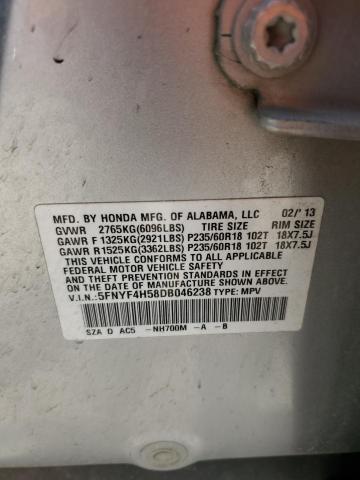 MFD. BY HONDA MFG. OF ALABAMA, LLC 02/'13
GVWR 2765KG(6096LBS) TIRE SIZE RIM SIZE
GAWR F 1325KG(2921LBS) P235/60R18 102T 18X7.5J
GAWR R 1525KG(3362LBS) P235/60R18 102T 18X7.5J
THIS VEHICLE CONFORMS TO ALL APPLICABLE
FEDERAL MOTOR VEHICLE SAFETY AND
THEFT PREVENTION STANDARDS IN EFFECT ON
THE DATE OF MANUFACTURE SHOWN ABOVE.
V.I.N.: 5FNYF4H58DB046238 TYPE: MPV
SZA D AC5 -NH700M -A -B